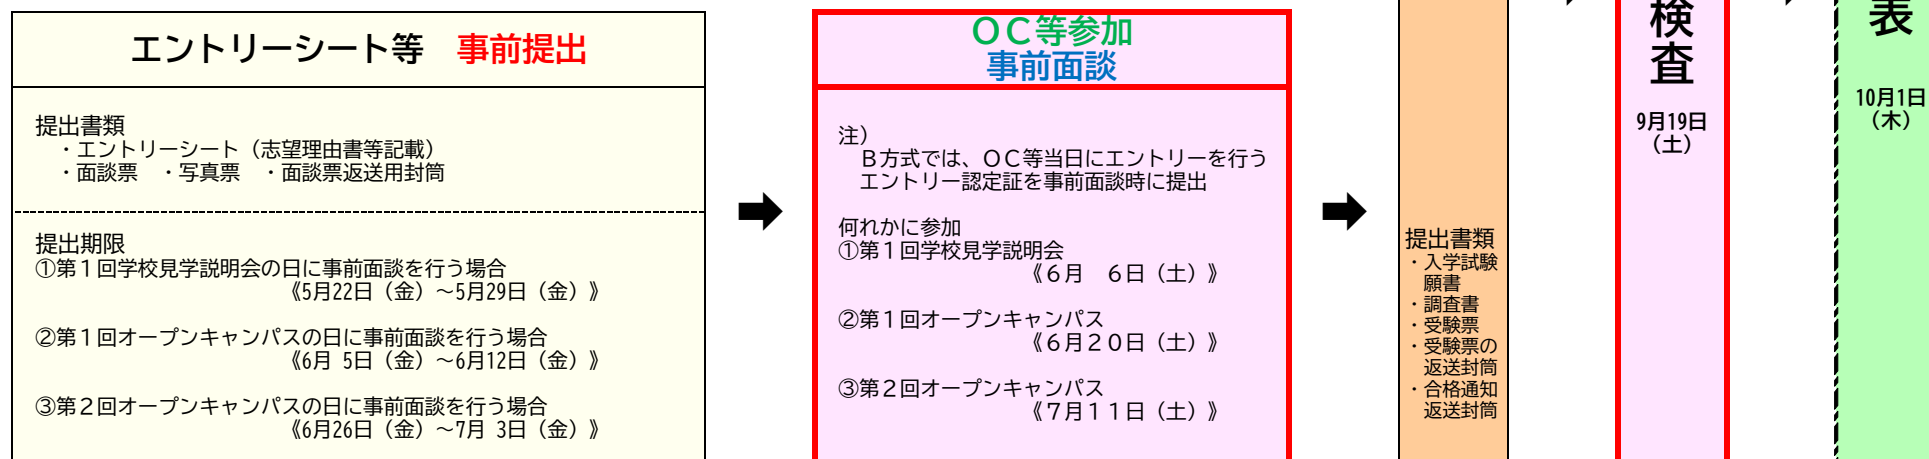 エントリーシート等　事前提出
提出書類
・エントリーシート（志望理由書等記載）
・面談票　・写真票　・面談票返送用封筒
提出期限
①第１回学校見学説明会の日に事前面談を行う場合
《5月22日（金）～5月29日（金）》
②第１回オープンキャンパスの日に事前面談を行う場合
《6月 5日（金）～6月12日（金）》
③第２回オープンキャンパスの日に事前面談を行う場合
《6月26日（金）～7月 3日（金）》
ＯＣ等参加
事前面談
注）
Ｂ方式では、ＯＣ等当日にエントリーを行う
エントリー認定証を事前面談時に提出
何れかに参加
①第１回学校見学説明会
《６月　６日（土）》
②第１回オープンキャンパス
《６月２０日（土）》
③第２回オープンキャンパス
《７月１１日（土）》
提出書類
・入学試験
願書
・調査書
・受験票
・受験票の
返送封筒
・合格通知
返送封筒
検
査
9月19日
（土）
表
10月1日
（木）